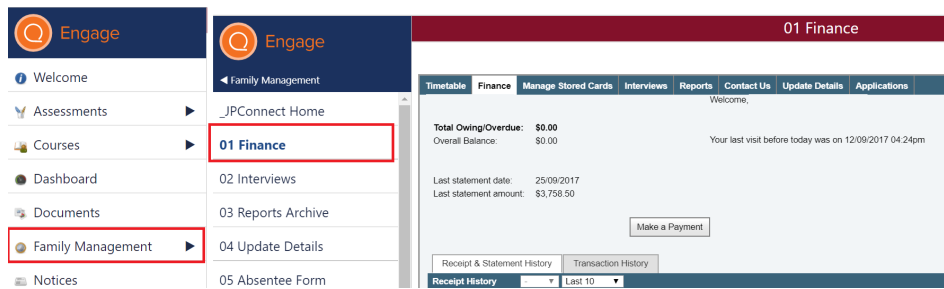 Engage
Welcome
Assessments
Courses
Dashboard
Documents
Family Management
Notices
Engage
Family Management
_JPConnect Home
01 Finance
02 Interviews
03 Reports Archive
04 Update Details
05 Absentee Form
01 Finance
Timetable Finance Manage Stored Cards Interviews Reports Contact Us Update Details Applications
Welcome,
Total Owing/Overdue: $0.00
Overall Balance: $0.00
Your last visit before today was on 12/09/2017 04:24pm
Last statement date: 25/09/2017
Last statement amount: $3,758.50
Make a Payment
Receipt & Statement History Transaction History
Receipt History - Last 10